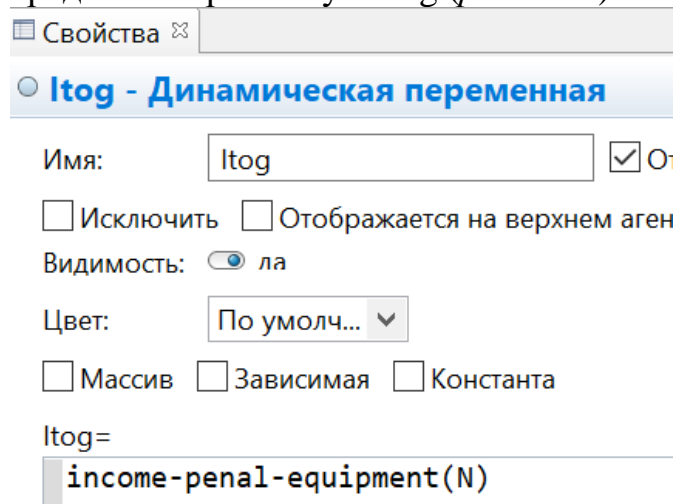 Свойства
Itog - Динамическая переменная
Имя: Itog
Исключить Отображается на верхнем
Видимость: да
Цвет: По умолч...
Массив Зависимая Константа
Itog=
income-penal-equipment(N)